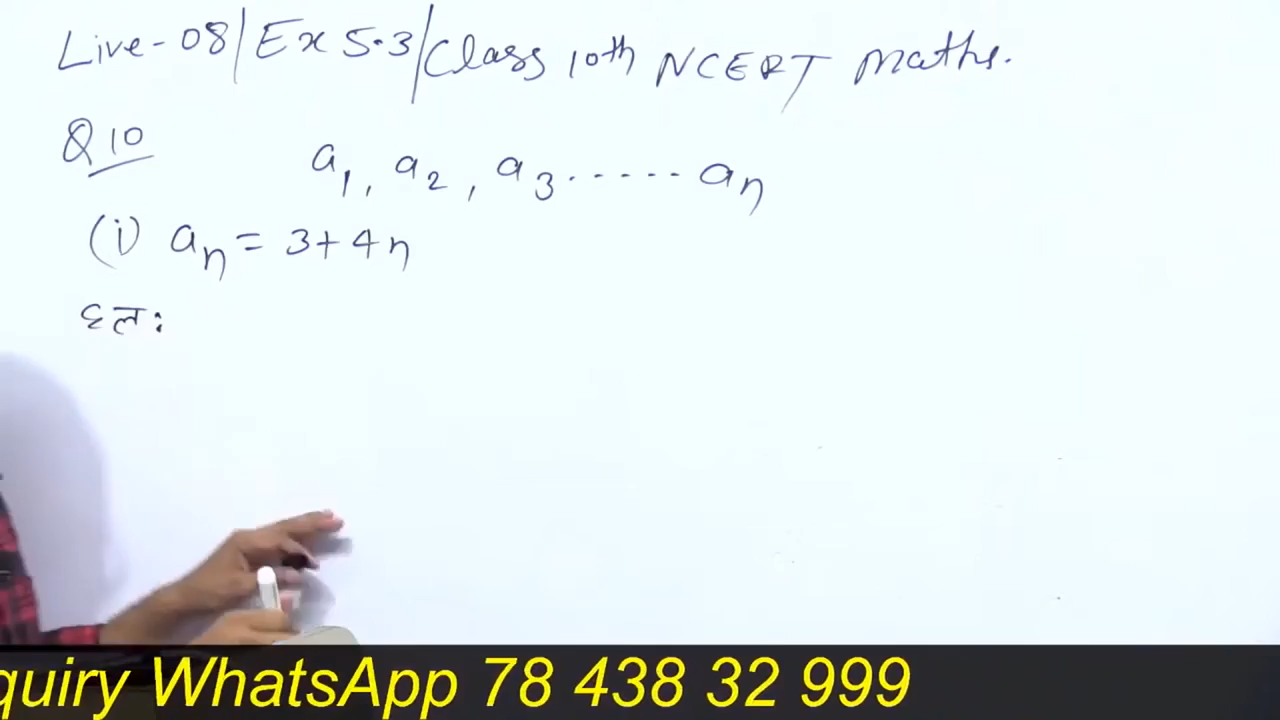 Live-08/Ex 5.3/Class 10th NCERT Maths.
Q 10
a1, a2, a3 ...... an
(i) an = 3+4n
हल:
quiry WhatsApp 78 438 32 999